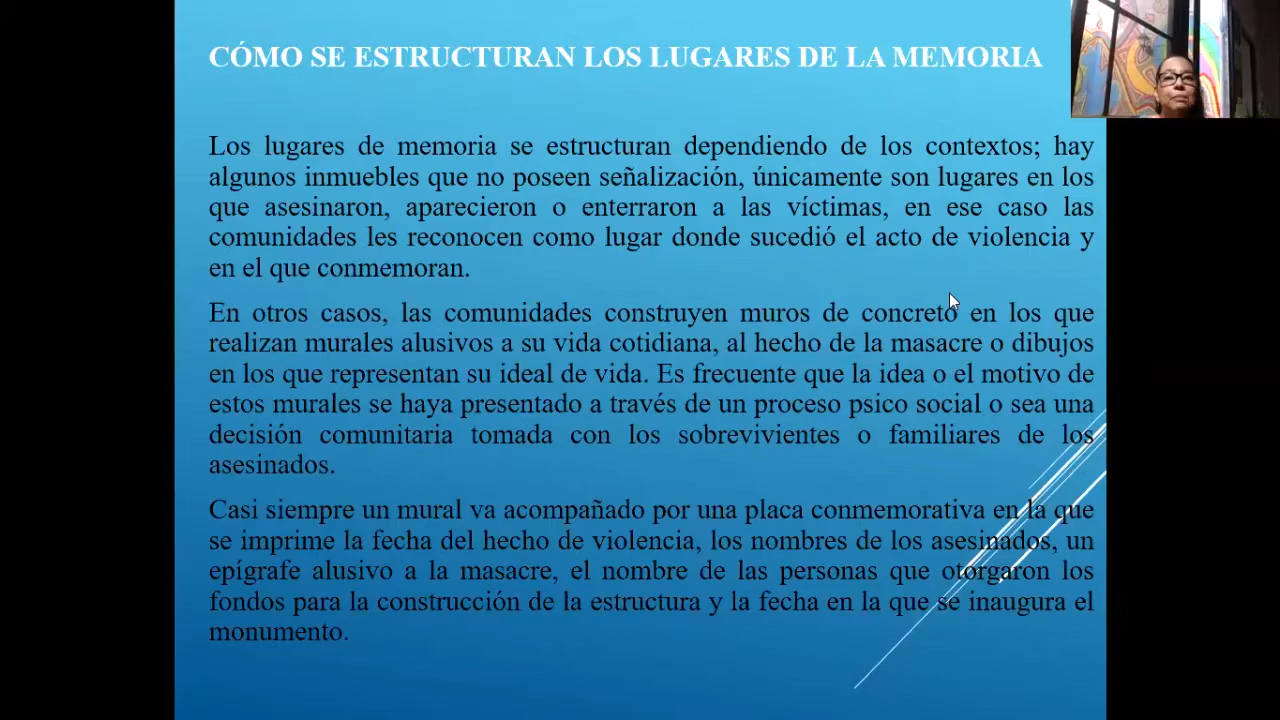 CÓMO SE ESTRUCTURAN LOS LUGARES DE LA MEMORIA
Los lugares de memoria se estructuran dependiendo de los contextos; hay
algunos inmuebles que no poseen señalización, únicamente son lugares en los
que asesinaron, aparecieron o enterraron a las víctimas, en ese caso las
comunidades les reconocen como lugar donde sucedió el acto de violencia y
en el que conmemoran.
En otros casos, las comunidades construyen muros de concreto en los que
realizan murales alusivos a su vida cotidiana, al hecho de la masacre o dibujos
en los que representan su ideal de vida. Es frecuente que la idea o el motivo de
estos murales se haya presentado a través de un proceso psico social o sea una
decisión comunitaria tomada con los sobrevivientes o familiares de los
asesinados.
Casi siempre un mural va acompañado por una placa conmemorativa en la que
se imprime la fecha del hecho de violencia, los nombres de los asesinados, un
epígrafe alusivo a la masacre, el nombre de las personas que otorgaron los
fondos para la construcción de la estructura y la fecha en la que se inaugura el
monumento.